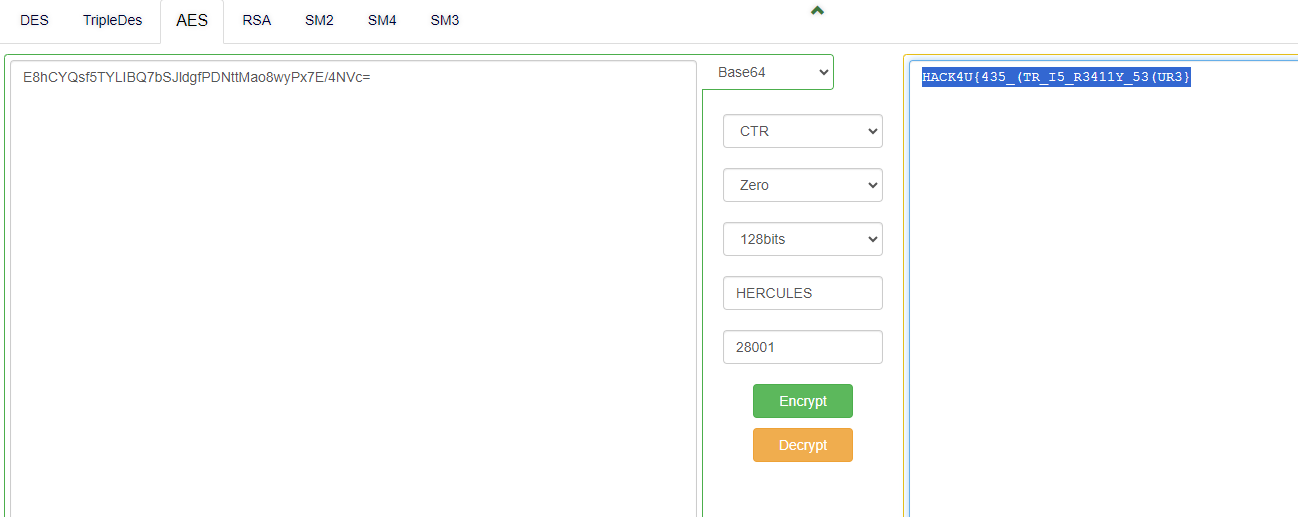 DES TripleDes AES RSA SM2 SM4 SM3
E8hCYQsf5TYLIBQ7bSJldgfPDNttMao8wyPx7E/4NVc=
Base64
CTR
Zero
128bits
HERCULES
28001
Encrypt
Decrypt
HACK4U{435_(TR_I5_R3411Y_53(UR3}